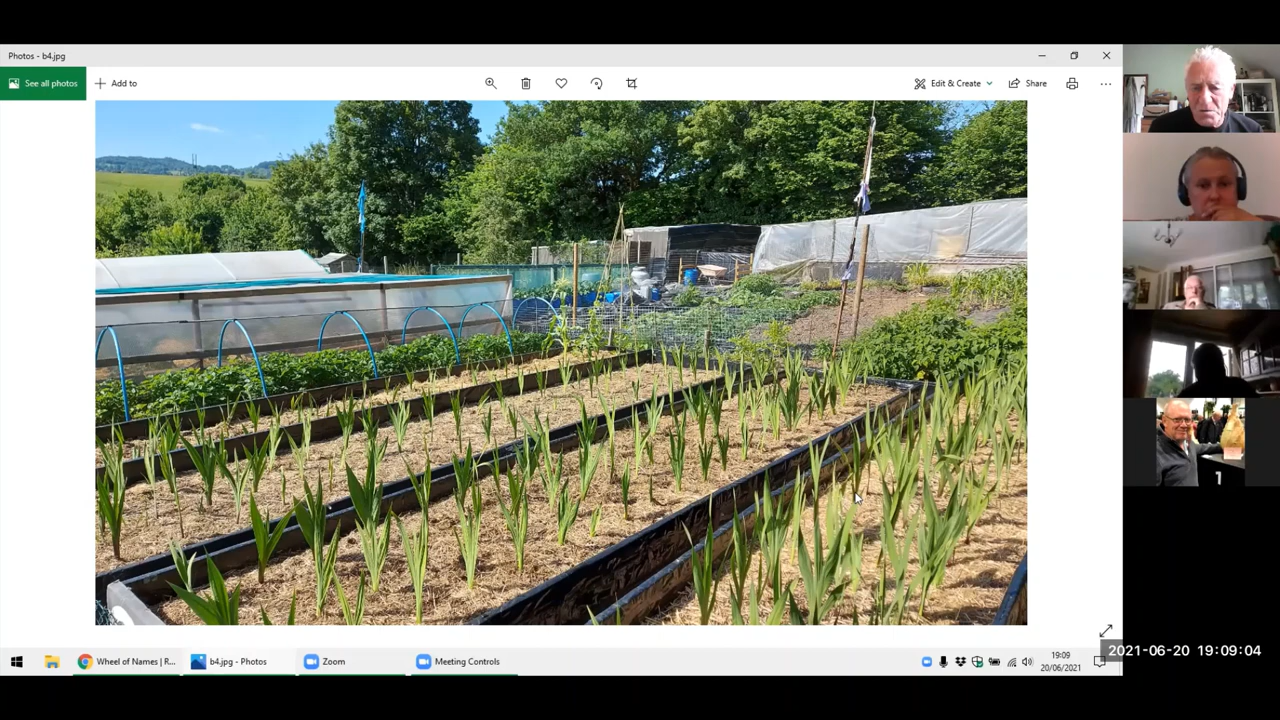 Photos - b4.jpg
See all photos
Add to
Edit & Create
Share
Wheel of Names | R...
b4.jpg - Photos
Zoom
Meeting Controls
19:09
20/06/2021
2021-06-20 19:09:04
1